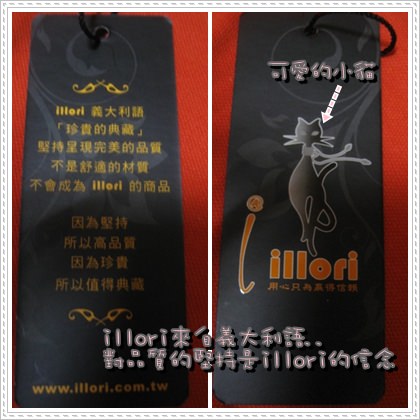 illori 義大利語
「珍貴的典藏」
堅持呈現完美的品質
不是舒適的材質
不會成為 illori 的商品
因為堅持
所以高品質
因為珍貴
所以值得典藏
www.illori.com.tw
可愛的小貓
i illori
用心只為贏得信賴
illori來自義大利語..
對品質的堅持是illori的信念